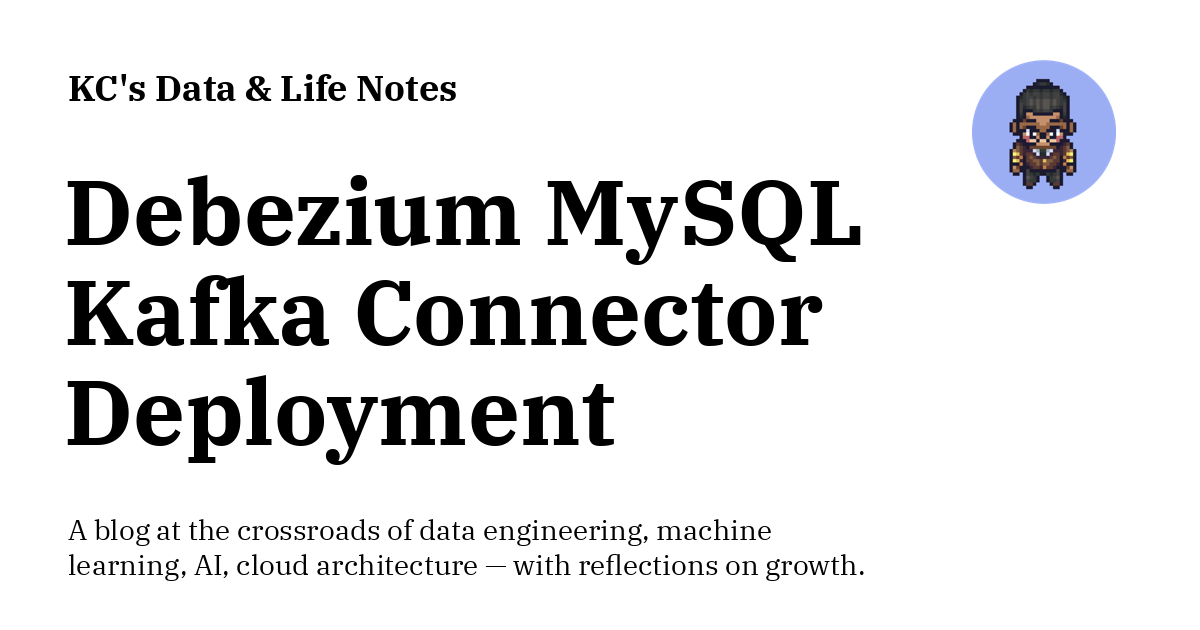 KC's Data & Life Notes
Debezium MySQL
Kafka Connector
Deployment
A blog at the crossroads of data engineering, machine
learning, AI, cloud architecture — with reflections on growth.